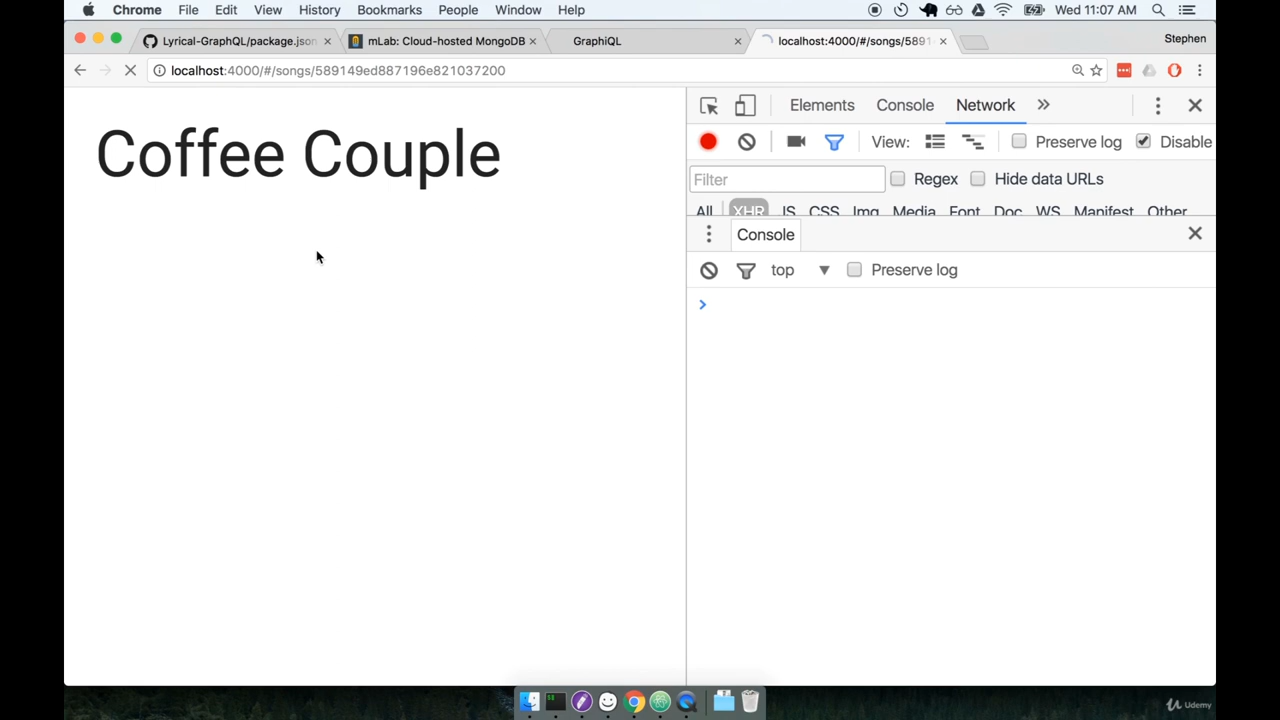 Chrome File Edit View History Bookmarks People Window Help Wed 11:07 AM
Lyrical-GraphQL/package.json mLab: Cloud-hosted MongoDB GraphiQL localhost:4000/#/songs/5891 Stephen
localhost:4000/#/songs/589149ed887196e821037200
Coffee Couple
Elements Console Network
View: Preserve log Disable
Filter Regex Hide data URLs
All XHR JS CSS Img Media Font Doc WS Manifest Other
Console
top Preserve log
Udemy